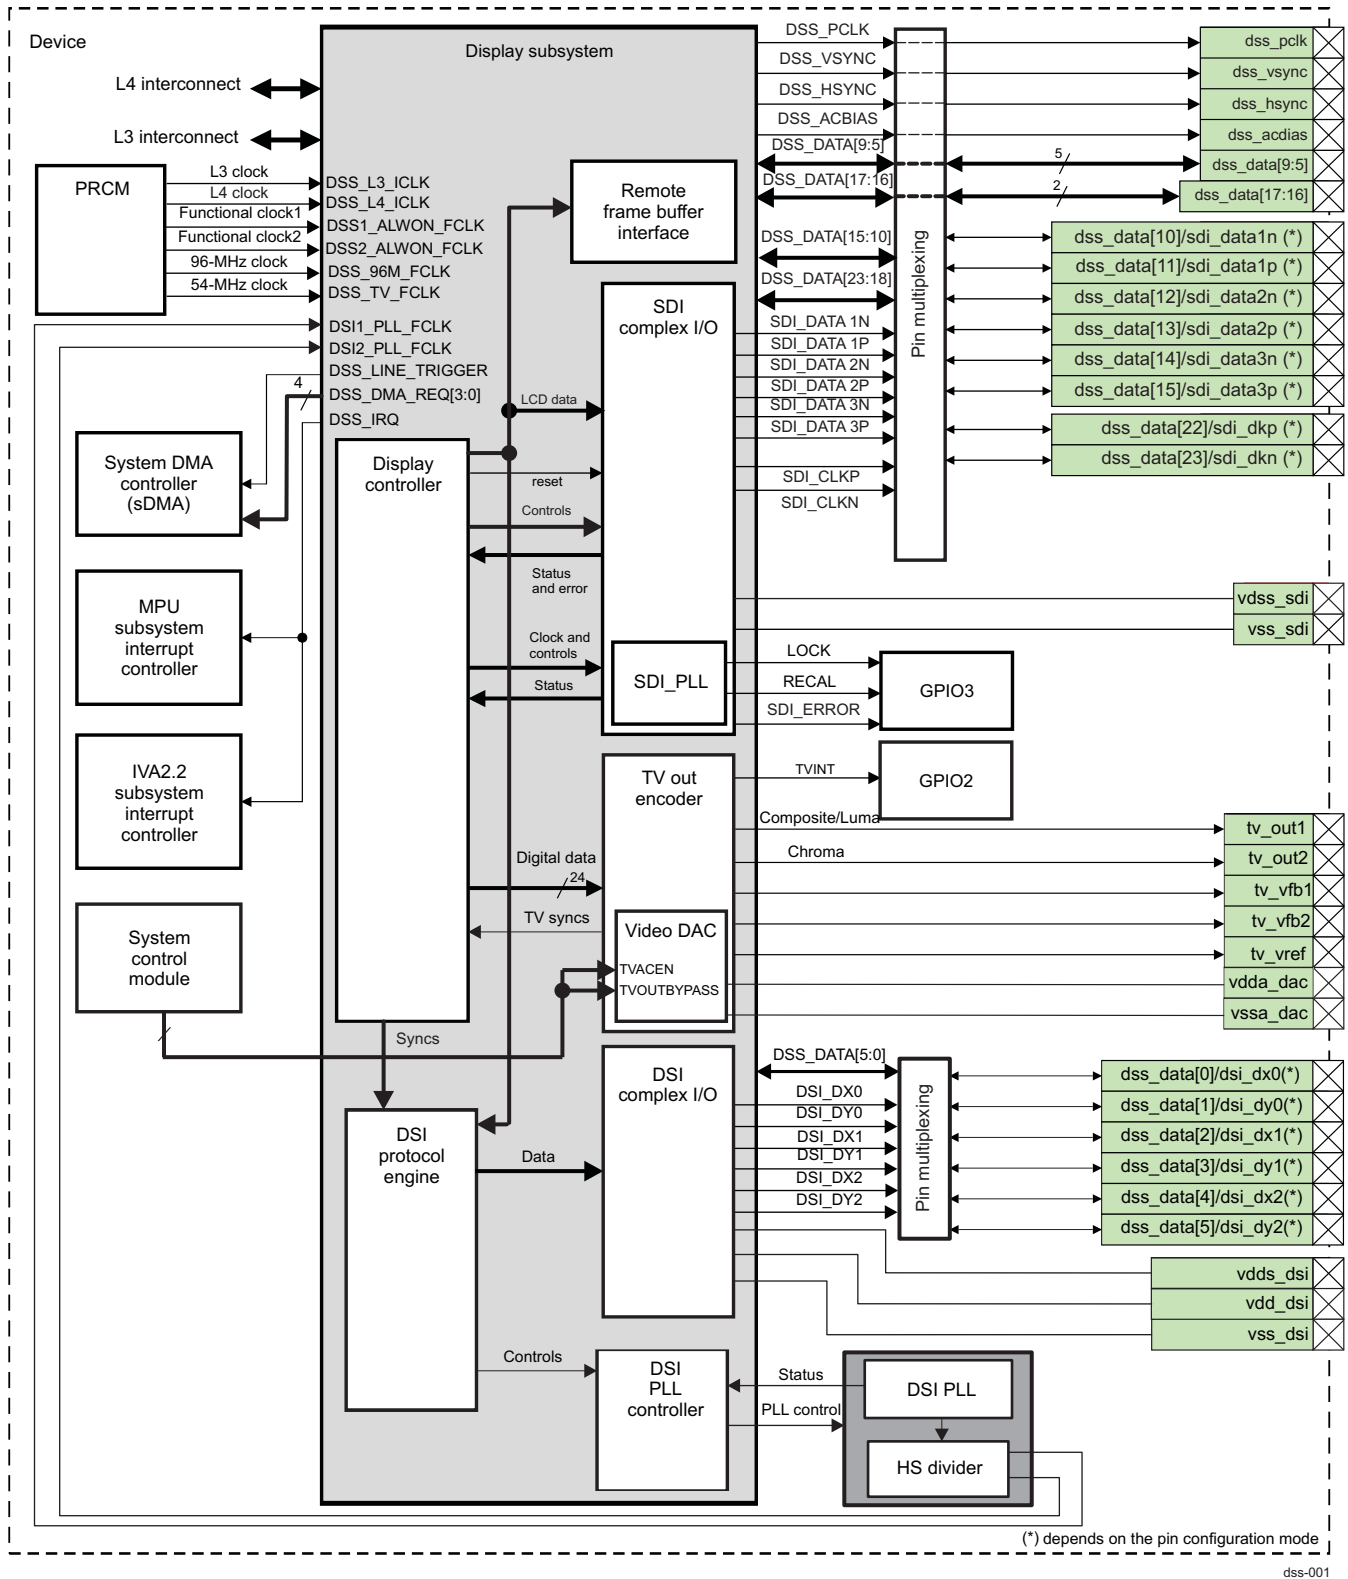 Device
Display subsystem
L4 interconnect
L3 interconnect
PRCM
L3 clock
L4 clock
Functional clock1
Functional clock2
96-MHz clock
54-MHz clock
DSS_L3_ICLK
DSS_L4_ICLK
DSS1_ALWON_FCLK
DSS2_ALWON_FCLK
DSS_96M_FCLK
DSS_TV_FCLK
DSI1_PLL_FCLK
DSI2_PLL_FCLK
DSS_LINE_TRIGGER
DSS_DMA_REQ[3:0]
DSS_IRQ
4
System DMA
controller
(sDMA)
MPU
subsystem
interrupt
controller
IVA2.2
subsystem
interrupt
controller
System
control
module
Display
controller
Remote
frame buffer
interface
SDI
complex I/O
LCD data
reset
Controls
Status
and error
Clock and
controls
Status
SDI_PLL
TV out
encoder
Digital data
24
TV syncs
Video DAC
TVACEN
TVOUTBYPASS
Syncs
DSI
protocol
engine
Data
DSI
complex I/O
Controls
DSI
PLL
controller
DSS_PCLK
DSS_VSYNC
DSS_HSYNC
DSS_ACBIAS
DSS_DATA[9:5]
DSS_DATA[17:16]
DSS_DATA[15:10]
DSS_DATA[23:18]
SDI_DATA 1N
SDI_DATA 1P
SDI_DATA 2N
SDI_DATA 2P
SDI_DATA 3N
SDI_DATA 3P
SDI_CLKP
SDI_CLKN
Pin multiplexing
5
2
dss_pclk
dss_vsync
dss_hsync
dss_acdias
dss_data[9:5]
dss_data[17:16]
dss_data[10]/sdi_data1n (*)
dss_data[11]/sdi_data1p (*)
dss_data[12]/sdi_data2n (*)
dss_data[13]/sdi_data2p (*)
dss_data[14]/sdi_data3n (*)
dss_data[15]/sdi_data3p (*)
dss_data[22]/sdi_dkp (*)
dss_data[23]/sdi_dkn (*)
vdss_sdi
vss_sdi
LOCK
RECAL
SDI_ERROR
GPIO3
TVINT
GPIO2
Composite/Luma
Chroma
tv_out1
tv_out2
tv_vfb1
tv_vfb2
tv_vref
vdda_dac
vssa_dac
DSS_DATA[5:0]
DSI_DX0
DSI_DY0
DSI_DX1
DSI_DY1
DSI_DX2
DSI_DY2
Pin multiplexing
dss_data[0]/dsi_dx0(*)
dss_data[1]/dsi_dy0(*)
dss_data[2]/dsi_dx1(*)
dss_data[3]/dsi_dy1(*)
dss_data[4]/dsi_dx2(*)
dss_data[5]/dsi_dy2(*)
vdds_dsi
vdd_dsi
vss_dsi
Status
PLL control
DSI PLL
HS divider
(*) depends on the pin configuration mode
dss-001